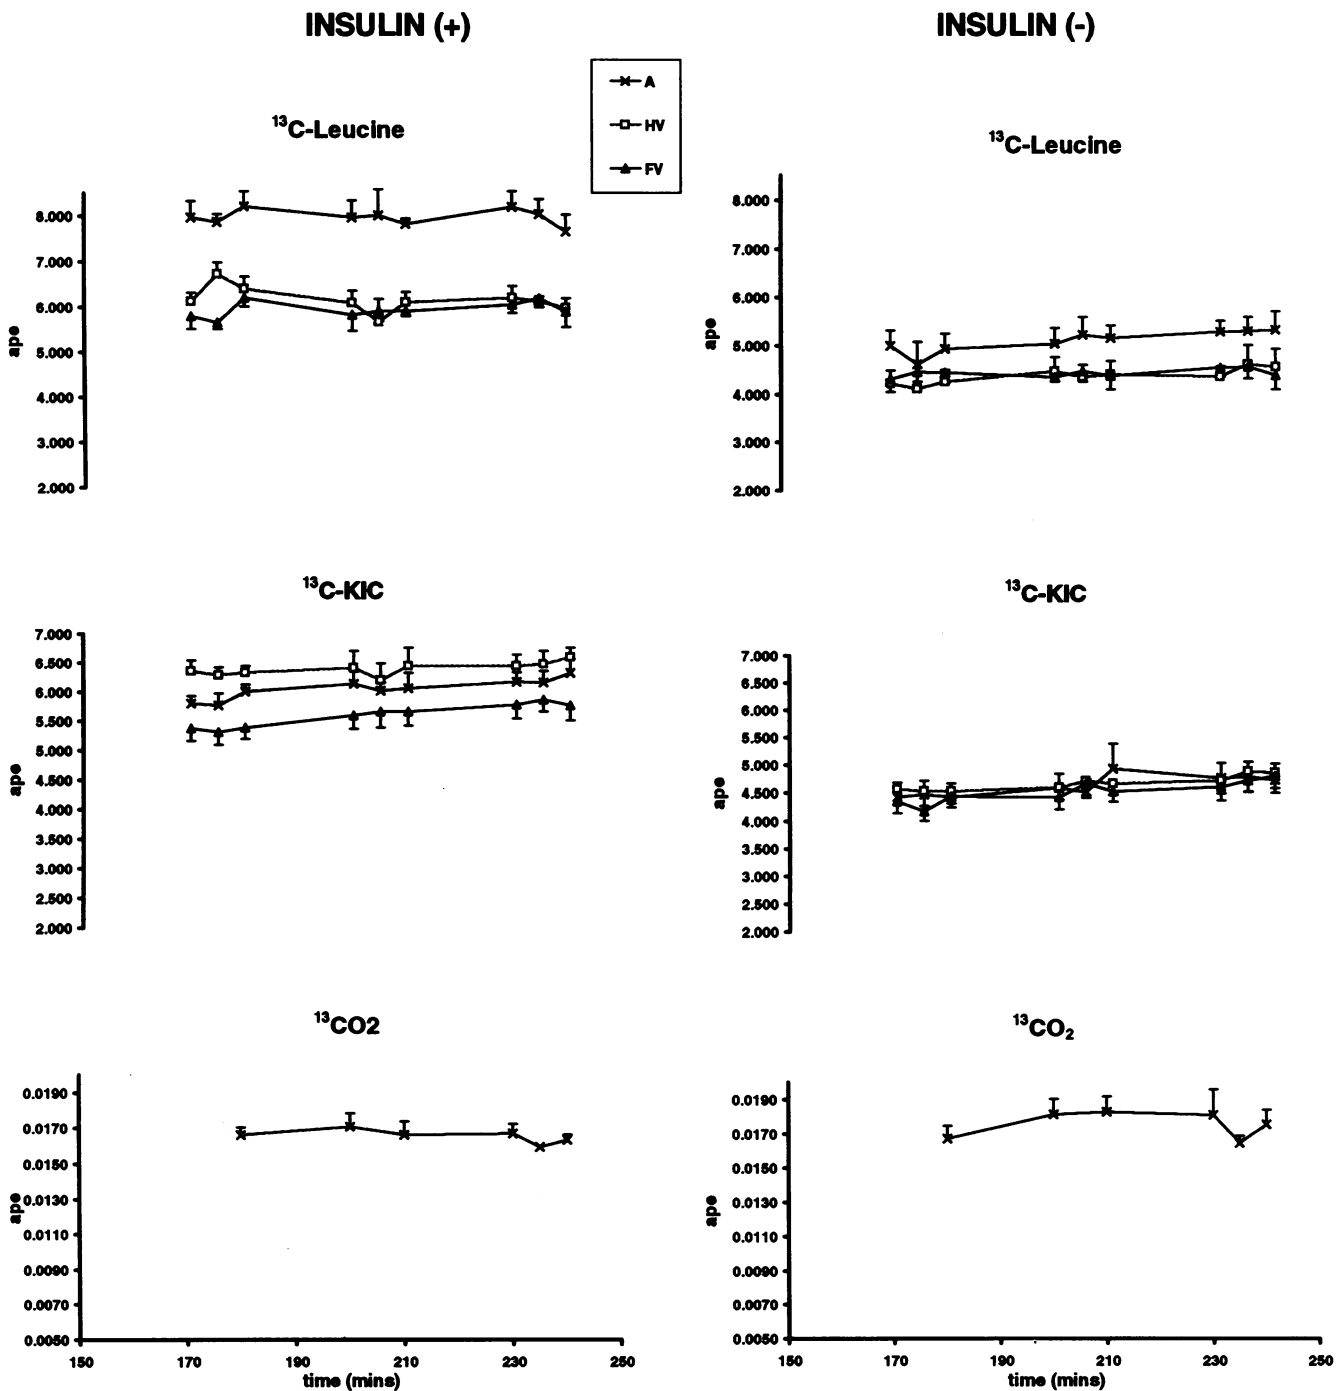 INSULIN (+)
INSULIN (-)
A
HV
FV
¹³C-Leucine
8.000
7.000
6.000
5.000
4.000
3.000
2.000
ape
¹³C-Leucine
8.000
7.000
6.000
5.000
4.000
3.000
2.000
ape
¹³C-KIC
7.000
6.500
6.000
5.500
5.000
4.500
4.000
3.500
3.000
2.500
2.000
ape
¹³C-KIC
7.000
6.500
6.000
5.500
5.000
4.500
4.000
3.500
3.000
2.500
2.000
ape
¹³CO2
0.0190
0.0170
0.0150
0.0130
0.0110
0.0090
0.0070
0.0050
ape
150 170 190 210 230 250
time (mins)
¹³CO₂
0.0190
0.0170
0.0150
0.0130
0.0110
0.0090
0.0070
0.0050
ape
150 170 190 210 230 250
time (mins)